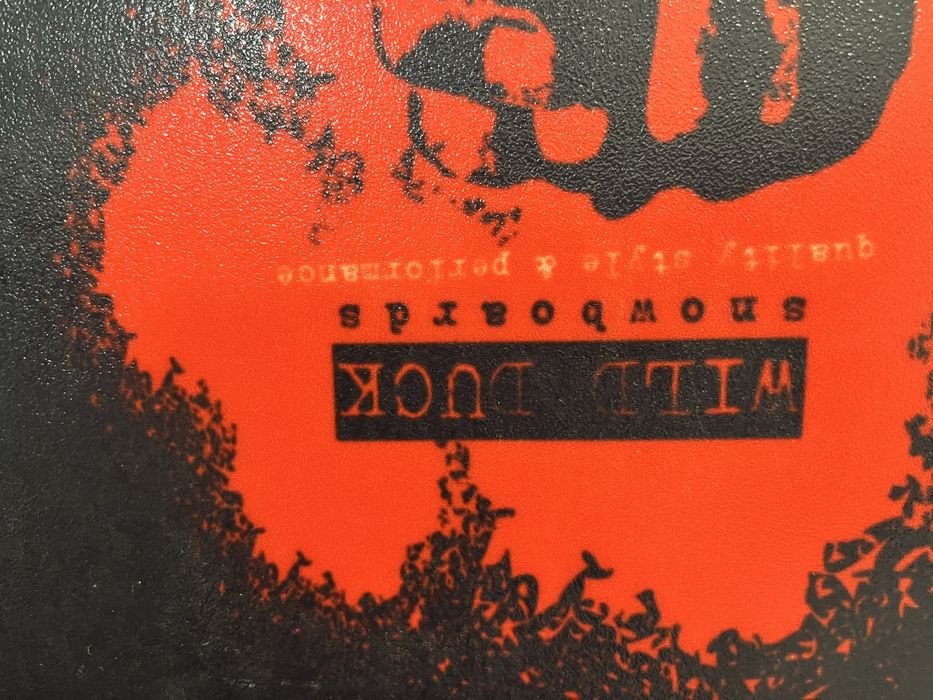 WILD DUCK
snowboards
quality style & performance